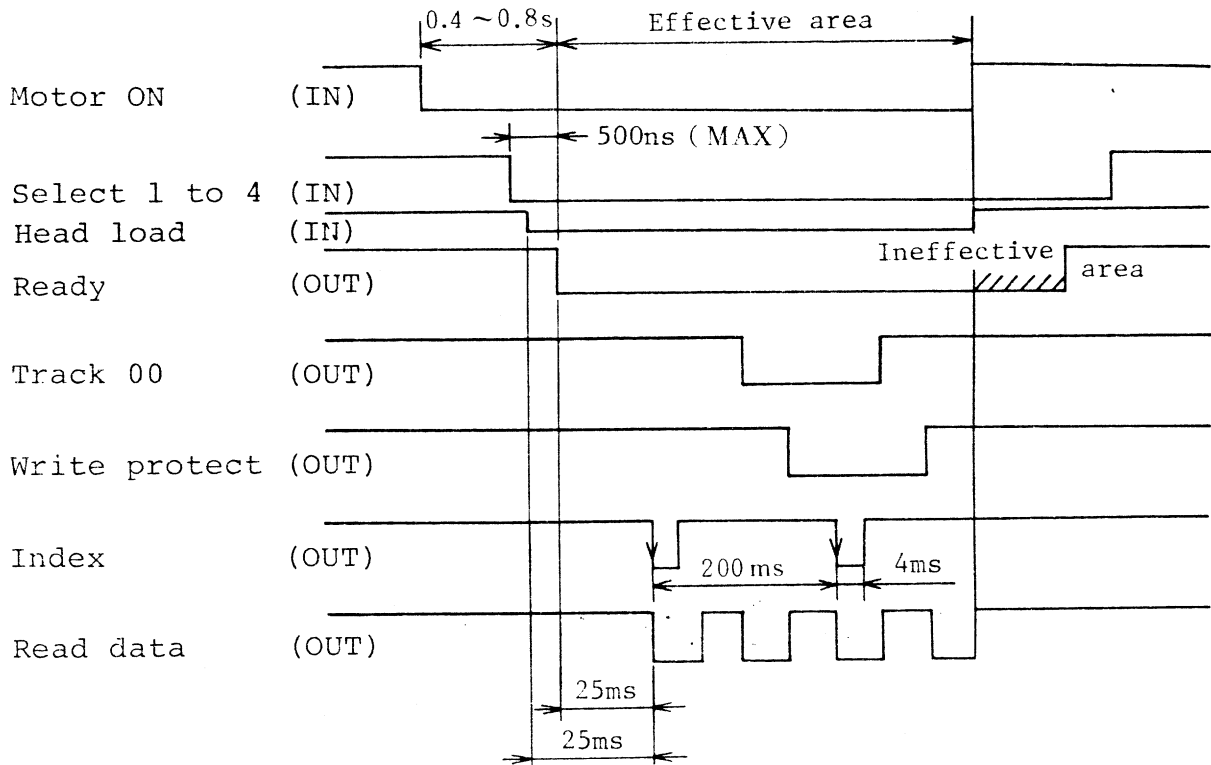 0.4 ~0.8s Effective area
Motor ON (IN)
500ns ( MAX )
Select 1 to 4 (IN)
Head load (IN)
Ineffective area
Ready (OUT)
Track 00 (OUT)
Write protect (OUT)
Index (OUT)
200 ms 4ms
Read data (OUT)
25ms
25ms